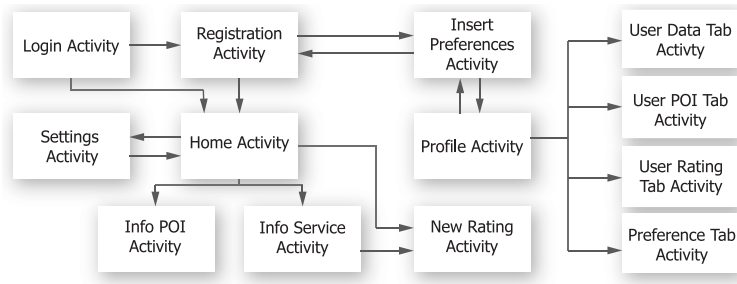 Login Activity
Registration
Activity
Insert
Preferences
Activity
User Data Tab
Activty
Settings
Activity
Home Activity
Profile Activity
User POI Tab
Activity
User Rating
Tab Activity
Info POI
Activity
Info Service
Activity
New Rating
Activity
Preference Tab
Activity